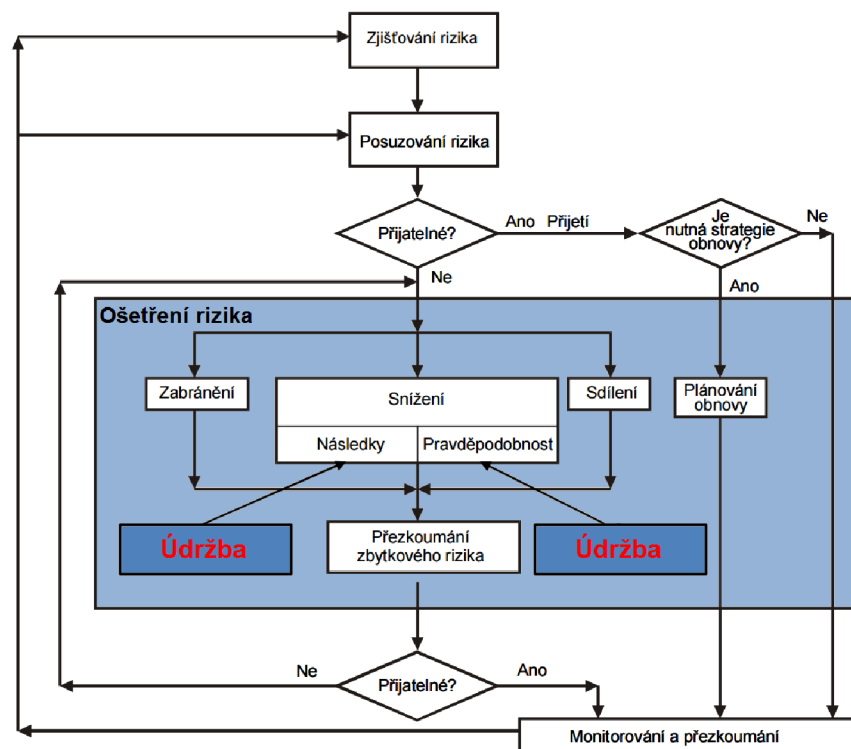 Zjišťování rizika
Posuzování rizika
Přijatelné?
Ano Přijetí
Je
nutná strategie
obnovy?
Ne
Ne
Ano
Ošetření rizika
Zabránění
Snížení
Sdílení
Plánování
obnovy
Následky
Pravděpodobnost
Údržba
Přezkoumání
zbytkového rizika
Údržba
Ne
Přijatelné?
Ano
Monitorování a přezkoumání